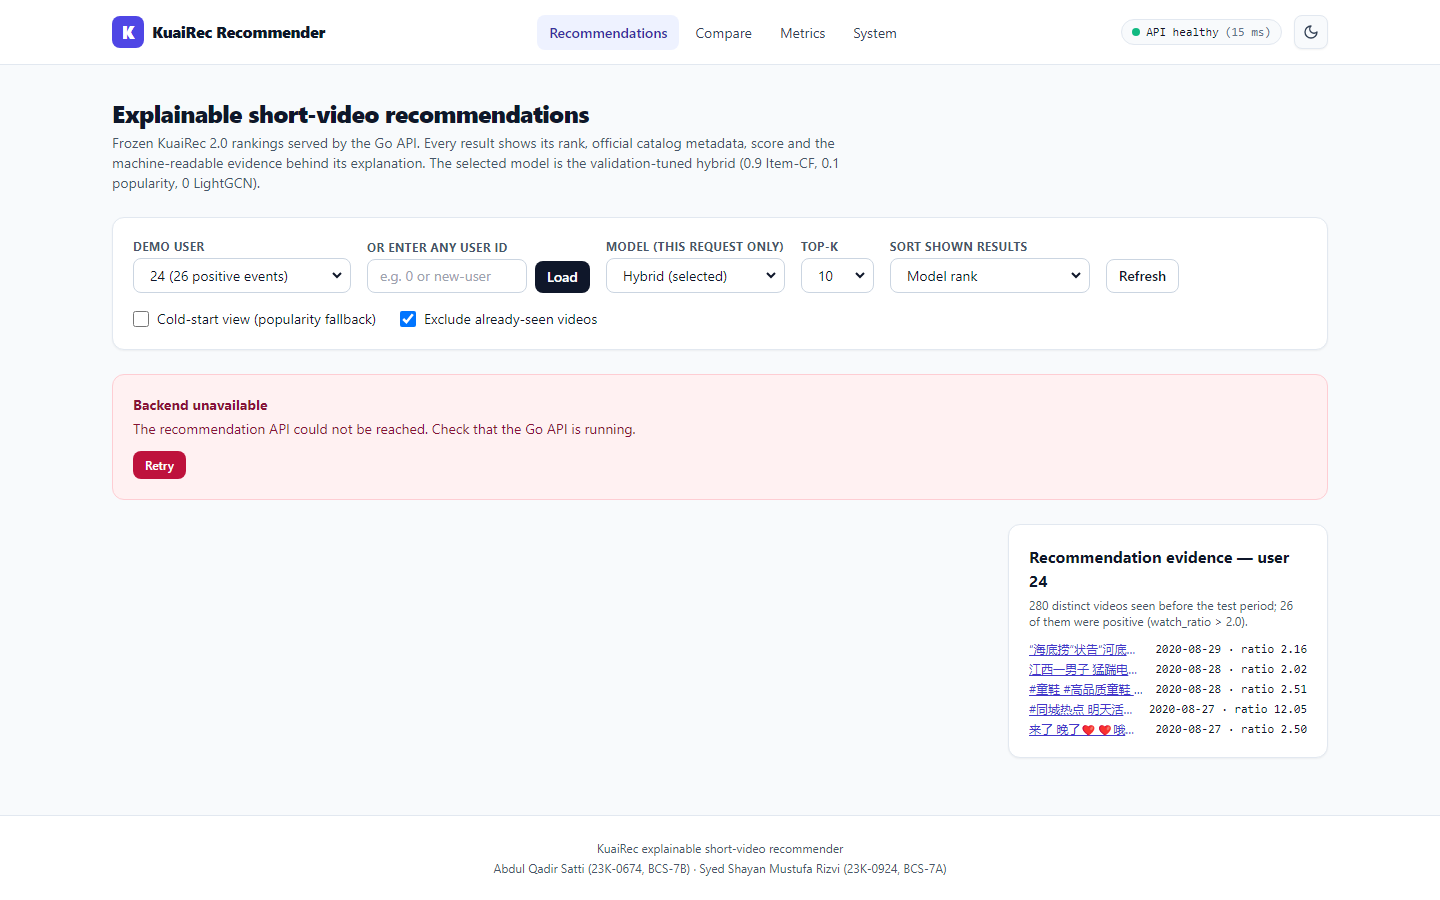 K KuaiRec Recommender
Recommendations Compare Metrics System
API healthy (15 ms)
Explainable short-video recommendations
Frozen KuaiRec 2.0 rankings served by the Go API. Every result shows its rank, official catalog metadata, score and the
machine-readable evidence behind its explanation. The selected model is the validation-tuned hybrid (0.9 Item-CF, 0.1
popularity, 0 LightGCN).
DEMO USER
24 (26 positive events)
OR ENTER ANY USER ID
e.g. 0 or new-user
Load
MODEL (THIS REQUEST ONLY)
Hybrid (selected)
TOP-K
10
SORT SHOWN RESULTS
Model rank
Refresh
Cold-start view (popularity fallback)
Exclude already-seen videos
Backend unavailable
The recommendation API could not be reached. Check that the Go API is running.
Retry
Recommendation evidence — user
24
280 distinct videos seen before the test period; 26
of them were positive (watch_ratio > 2.0).
“海底捞”状告“河底... 2020-08-29 · ratio 2.16
江西一男子 猛踹电... 2020-08-28 · ratio 2.02
#童鞋 #高品质童鞋 ... 2020-08-28 · ratio 2.51
#同城热点 明天活... 2020-08-27 · ratio 12.05
来了 晚了❤️ ❤️ 哦... 2020-08-27 · ratio 2.50
KuaiRec explainable short-video recommender
Abdul Qadir Satti (23K-0674, BCS-7B) · Syed Shayan Mustufa Rizvi (23K-0924, BCS-7A)